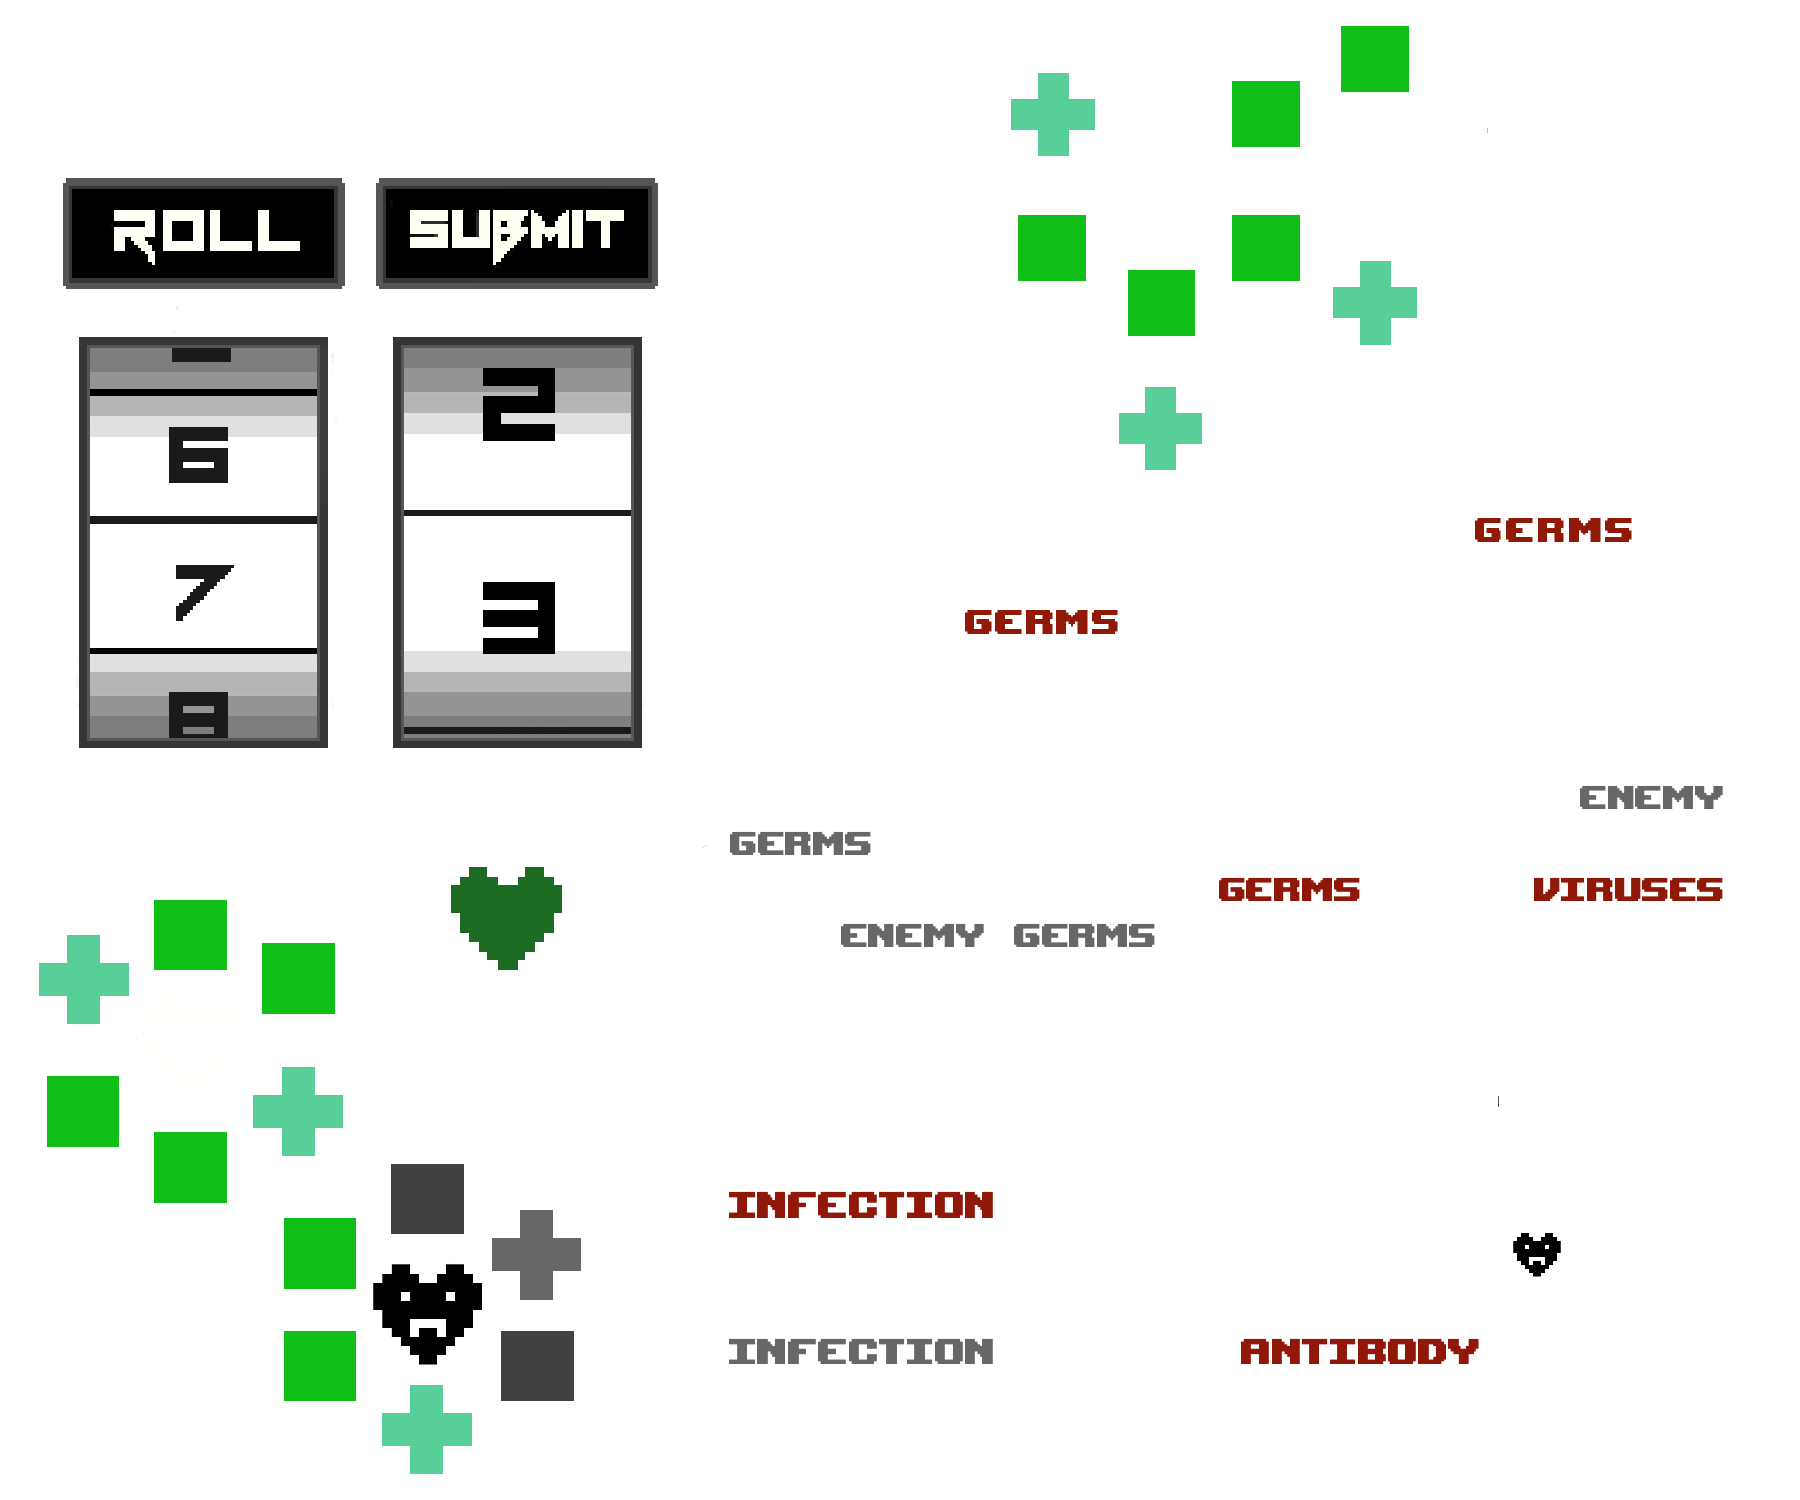 ROLL SUBMIT
6
7
8
2
3
GERMS
GERMS
ENEMY
GERMS
GERMS VIRUSES
ENEMY GERMS
INFECTION
INFECTION ANTIBODY